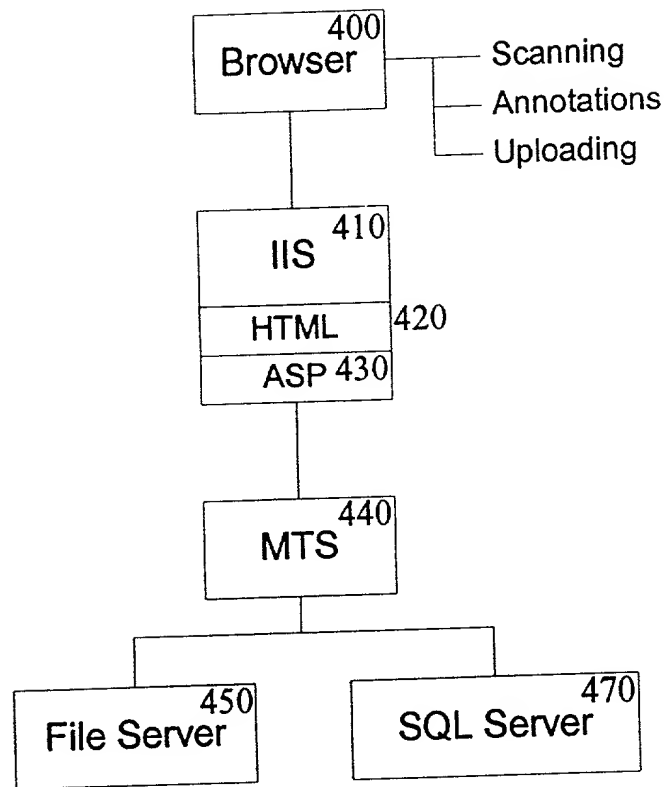 400
Browser
Scanning
Annotations
Uploading
410
IIS
HTML 420
ASP 430
440
MTS
450
File Server
470
SQL Server